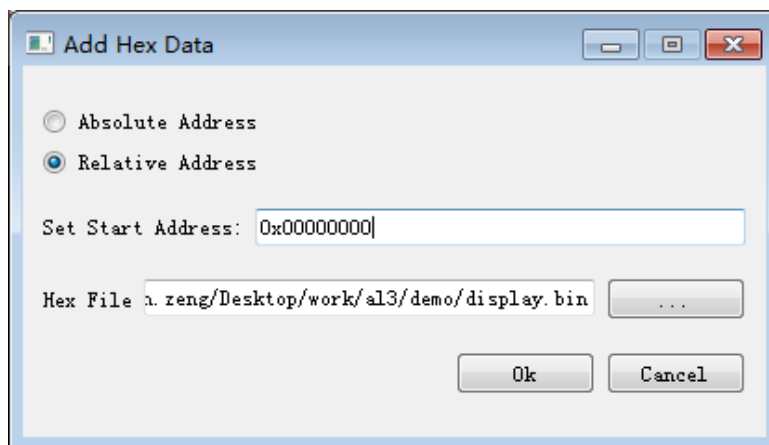 Add Hex Data
Absolute Address
Relative Address
Set Start Address: 0x00000000
Hex File n.zeng/Desktop/work/al3/demo/display.bin ...
Ok Cancel